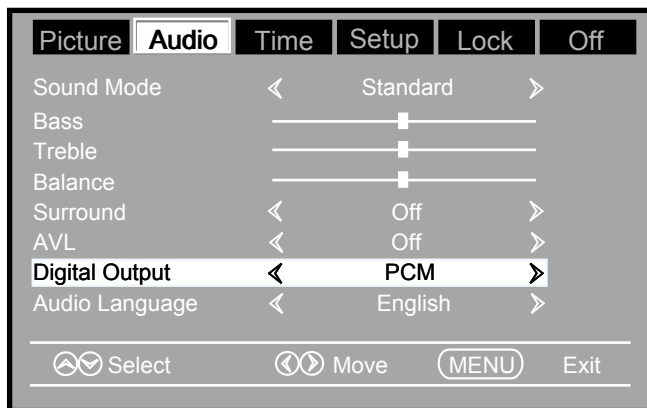 Picture Audio Time Setup Lock Off
Sound Mode Standard
Bass
Treble
Balance
Surround Off
AVL Off
Digital Output PCM
Audio Language English
Select Move MENU Exit